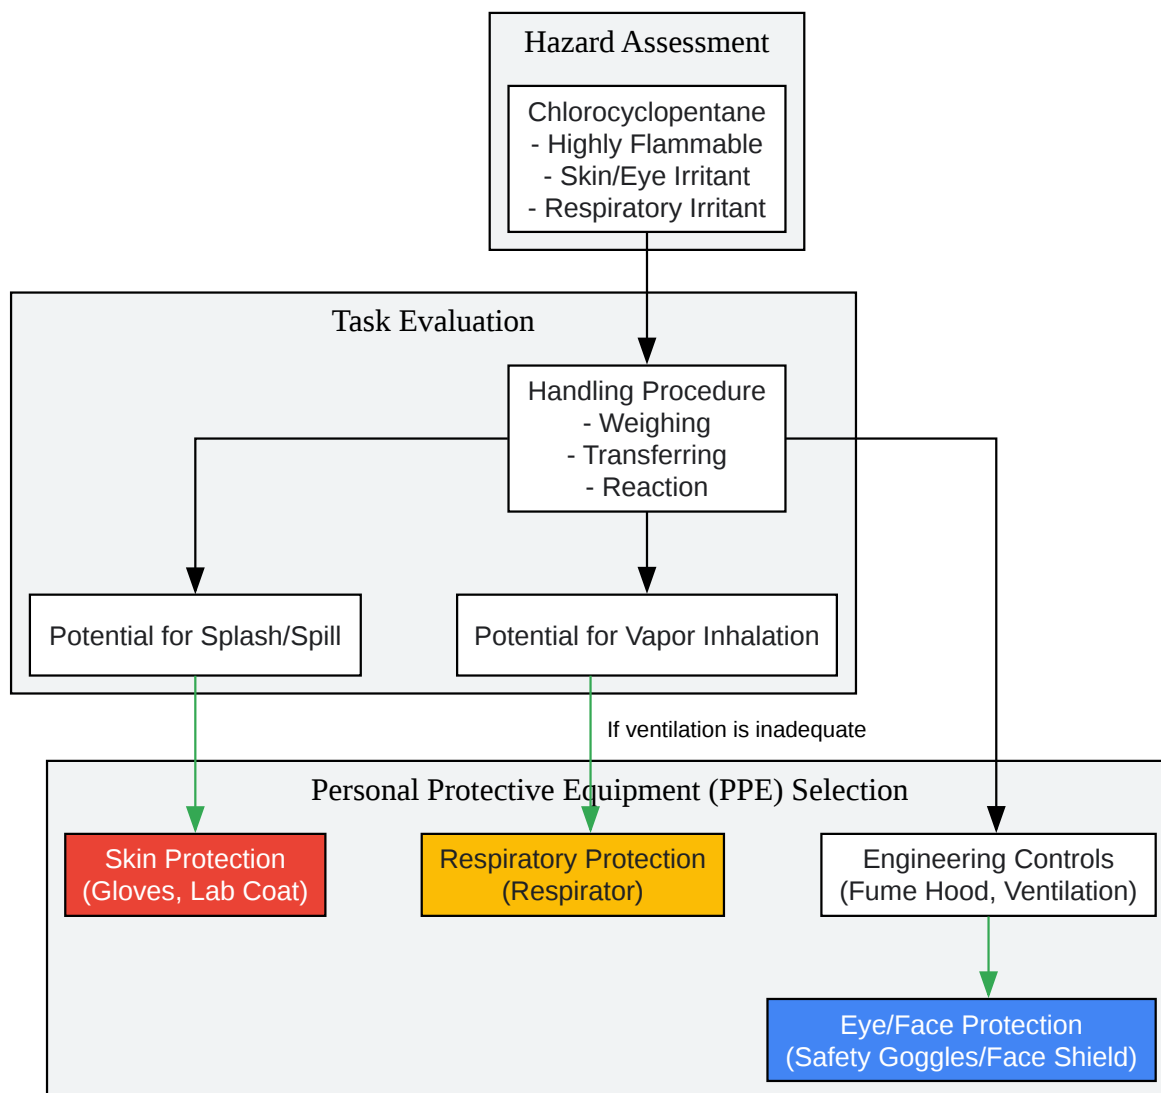 Hazard Assessment
Chlorocyclopentane
- Highly Flammable
- Skin/Eye Irritant
- Respiratory Irritant
Task Evaluation
Handling Procedure
- Weighing
- Transferring
- Reaction
Potential for Splash/Spill
Potential for Vapor Inhalation
If ventilation is inadequate
Personal Protective Equipment (PPE) Selection
Skin Protection
(Gloves, Lab Coat)
Respiratory Protection
(Respirator)
Engineering Controls
(Fume Hood, Ventilation)
Eye/Face Protection
(Safety Goggles/Face Shield)